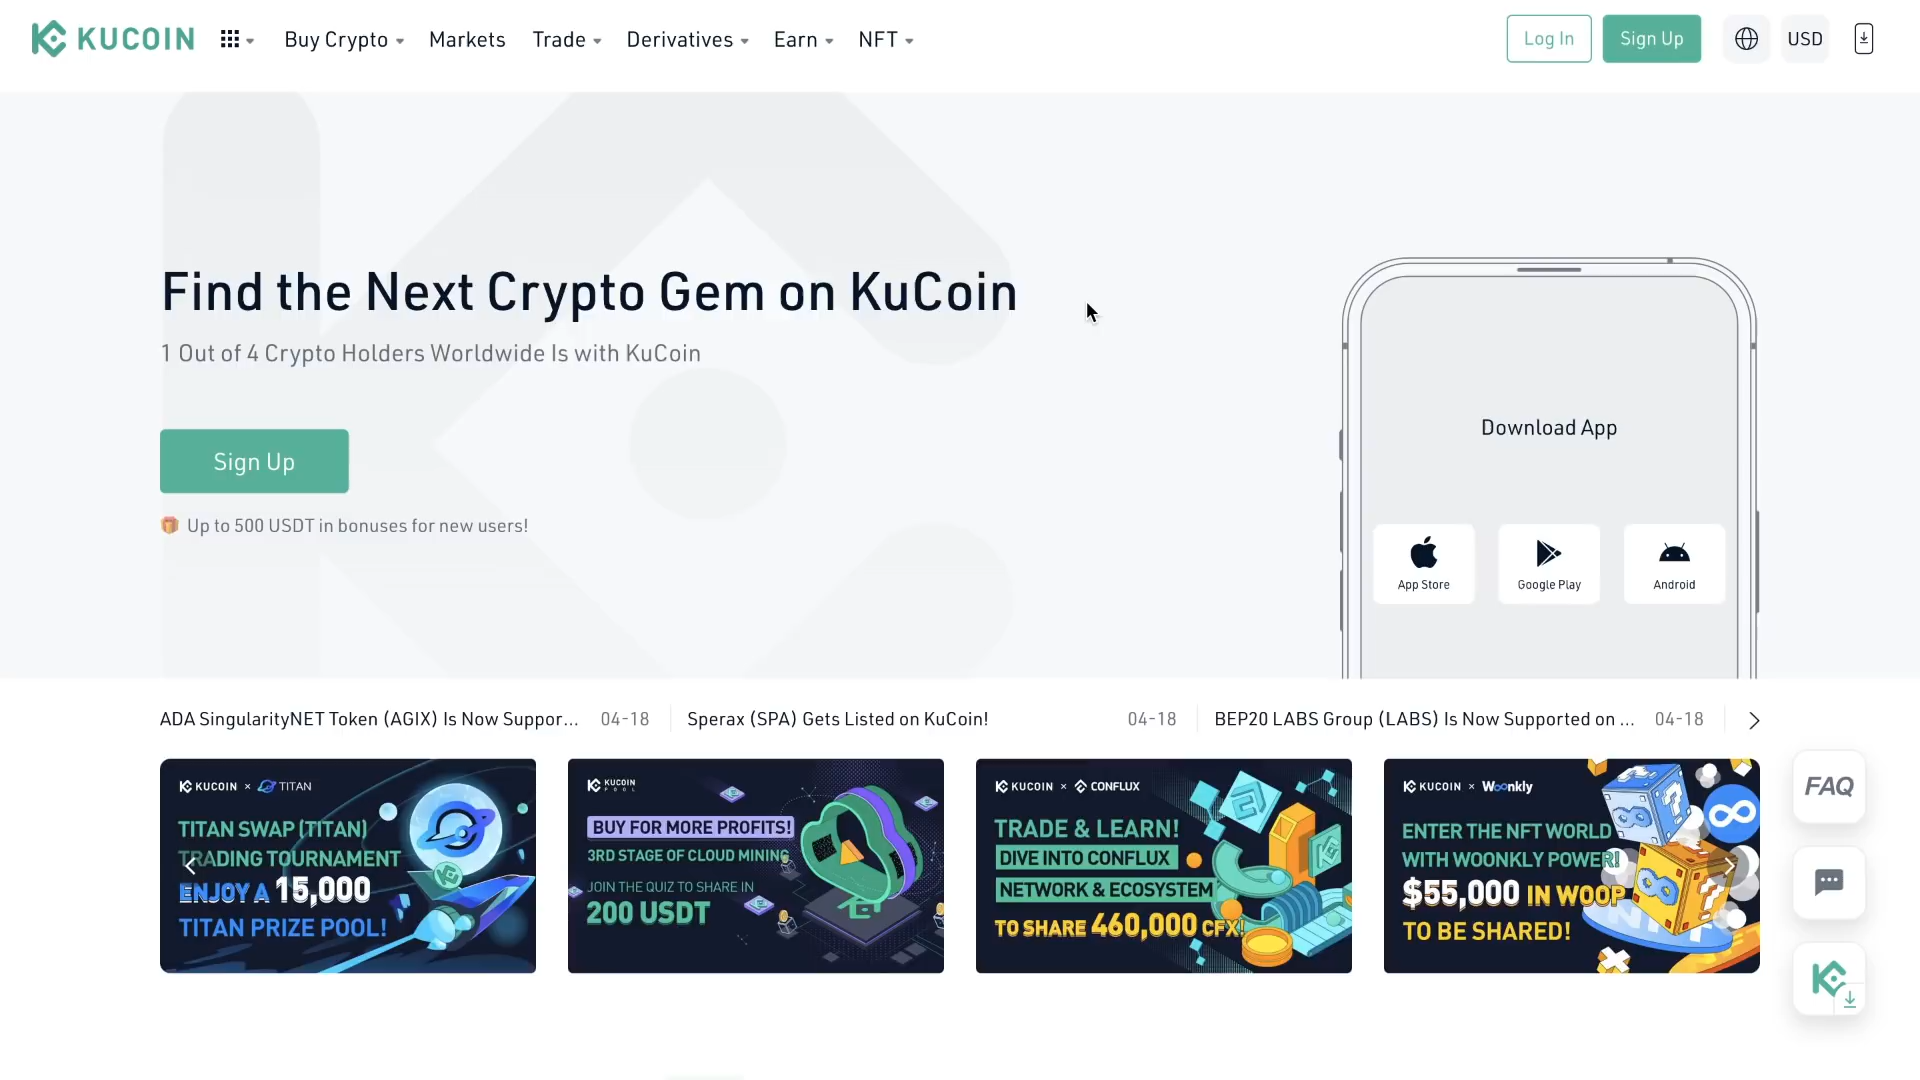 KUCOIN
Buy Crypto
Markets
Trade
Derivatives
Earn
NFT
Log In
Sign Up
USD
Find the Next Crypto Gem on KuCoin
1 Out of 4 Crypto Holders Worldwide Is with KuCoin
Sign Up
Up to 500 USDT in bonuses for new users!
Download App
App Store
Google Play
Android
ADA SingularityNET Token (AGIX) Is Now Suppor... 04-18
Sperax (SPA) Gets Listed on KuCoin! 04-18
BEP20 LABS Group (LABS) Is Now Supported on ... 04-18
KUCOIN × TITAN
TITAN SWAP (TITAN)
TRADING TOURNAMENT
ENJOY A 15,000
TITAN PRIZE POOL!
KUCOIN
POOL
BUY FOR MORE PROFITS!
3RD STAGE OF CLOUD MINING
JOIN THE QUIZ TO SHARE IN
200 USDT
KUCOIN × CONFLUX
TRADE & LEARN!
DIVE INTO CONFLUX
NETWORK & ECOSYSTEM
TO SHARE 460,000 CFX!
KUCOIN × Woonkly
ENTER THE NFT WORLD
WITH WOONKLY POWER!
$55,000 IN WOOP
TO BE SHARED!
FAQ